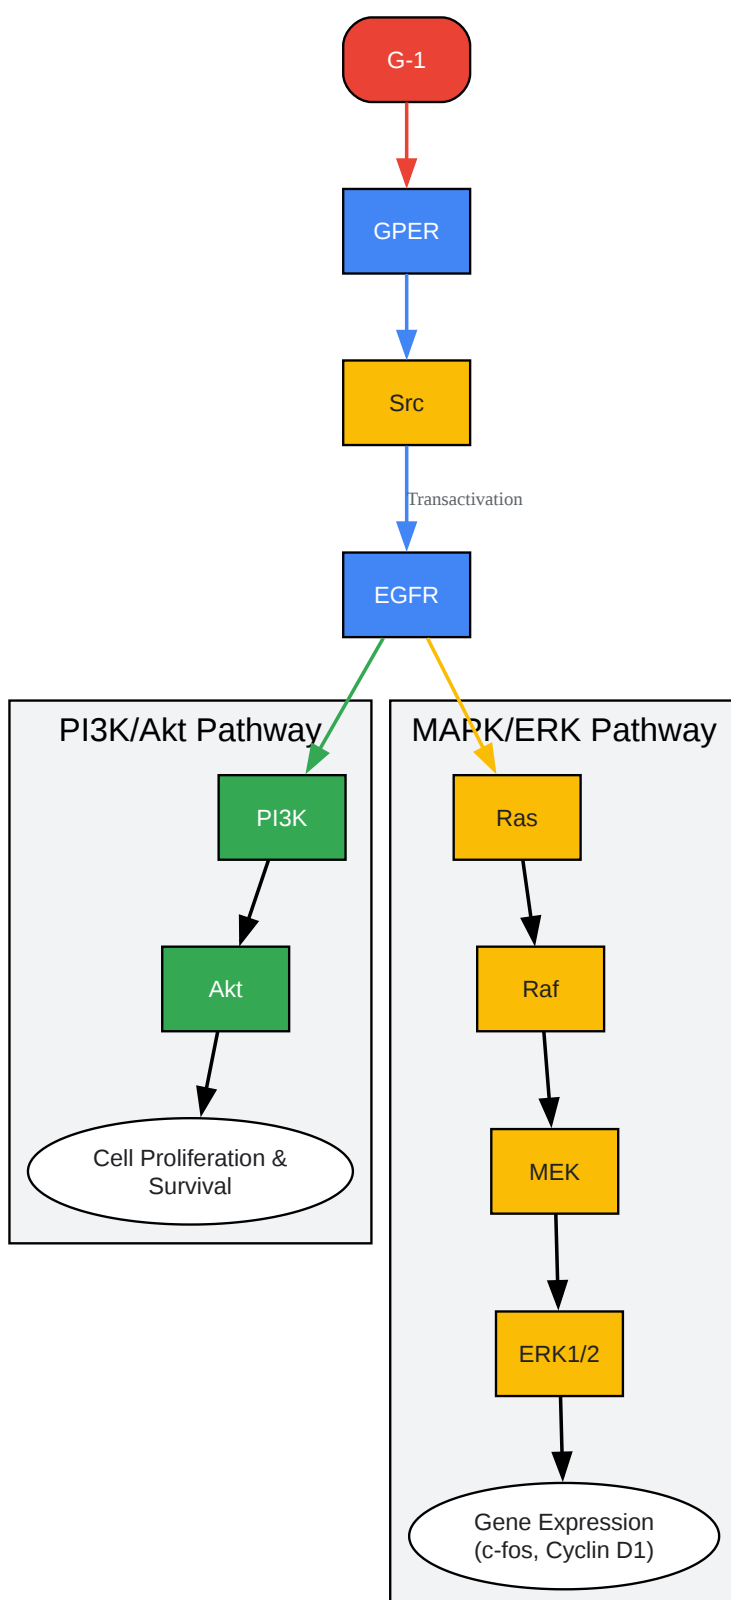 G-1
GPER
Src
Transactivation
EGFR
PI3K/Akt Pathway
PI3K
Akt
Cell Proliferation &
Survival
MAPK/ERK Pathway
Ras
Raf
MEK
ERK1/2
Gene Expression
(c-fos, Cyclin D1)